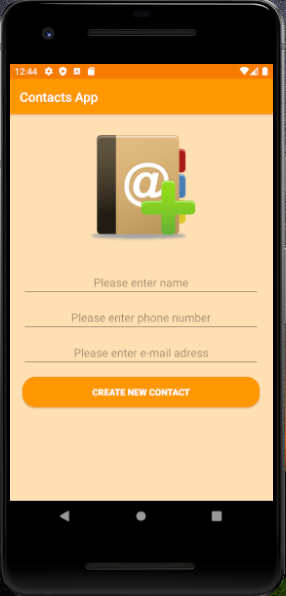 12:44
Contacts App
@
Please enter name
Please enter phone number
Please enter e-mail adress
CREATE NEW CONTACT